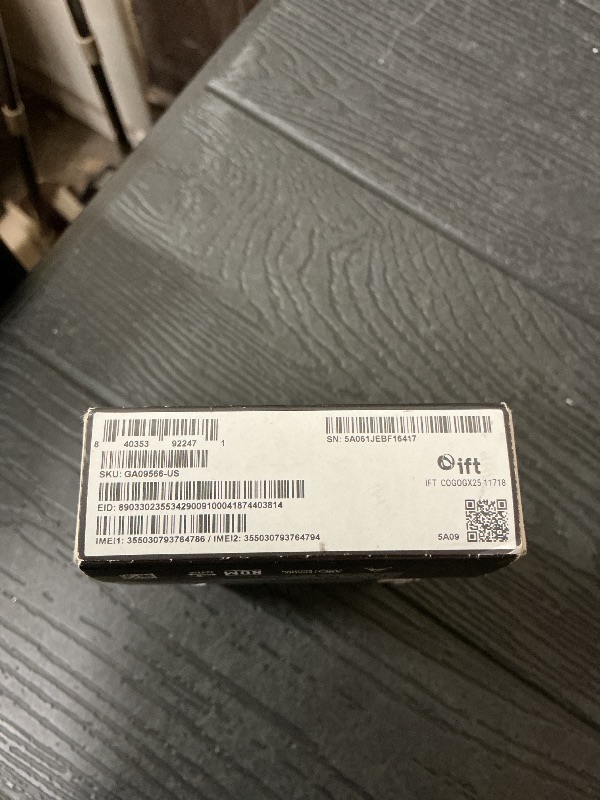 8 40353 92247 1
SN: 5A061JEBF16417
SKU: GA09566-US
ift
IFT COGOGX25 11718
EID: 89033023553429009100041874403814
IMEI1: 355030793764786 / IMEI2: 355030793764794
5A09